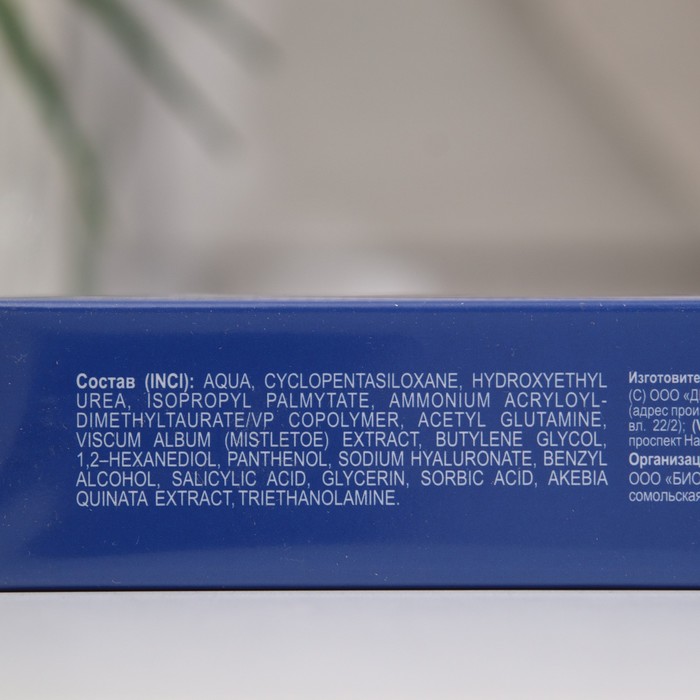 Состав (INCI): AQUA, CYCLOPENTASILOXANE, HYDROXYETHYL
UREA, ISOPROPYL PALMYTATE, AMMONIUM ACRYLOYL-
DIMETHYLTAURATE/VP COPOLYMER, ACETYL GLUTAMINE,
VISCUM ALBUM (MISTLETOE) EXTRACT, BUTYLENE GLYCOL,
1,2–HEXANEDIOL, PANTHENOL, SODIUM HYALURONATE, BENZYL
ALCOHOL, SALICYLIC ACID, GLYCERIN, SORBIC ACID, AKEBIA
QUINATA EXTRACT, TRIETHANOLAMINE.
Изготовите
(С) ООО «Д
(адрес прои
вл. 22/2); (
проспект На
Организац
ООО «БИО
сомольская